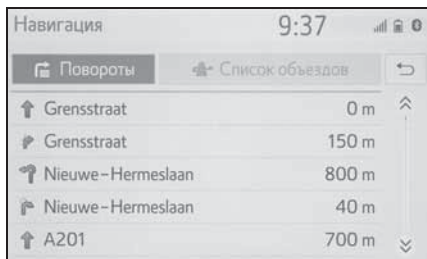 Навигация 9:37
Повороты Список объездов
Grensstraat 0 m
Grensstraat 150 m
Nieuwe-Hermeslaan 800 m
Nieuwe-Hermeslaan 40 m
A201 700 m